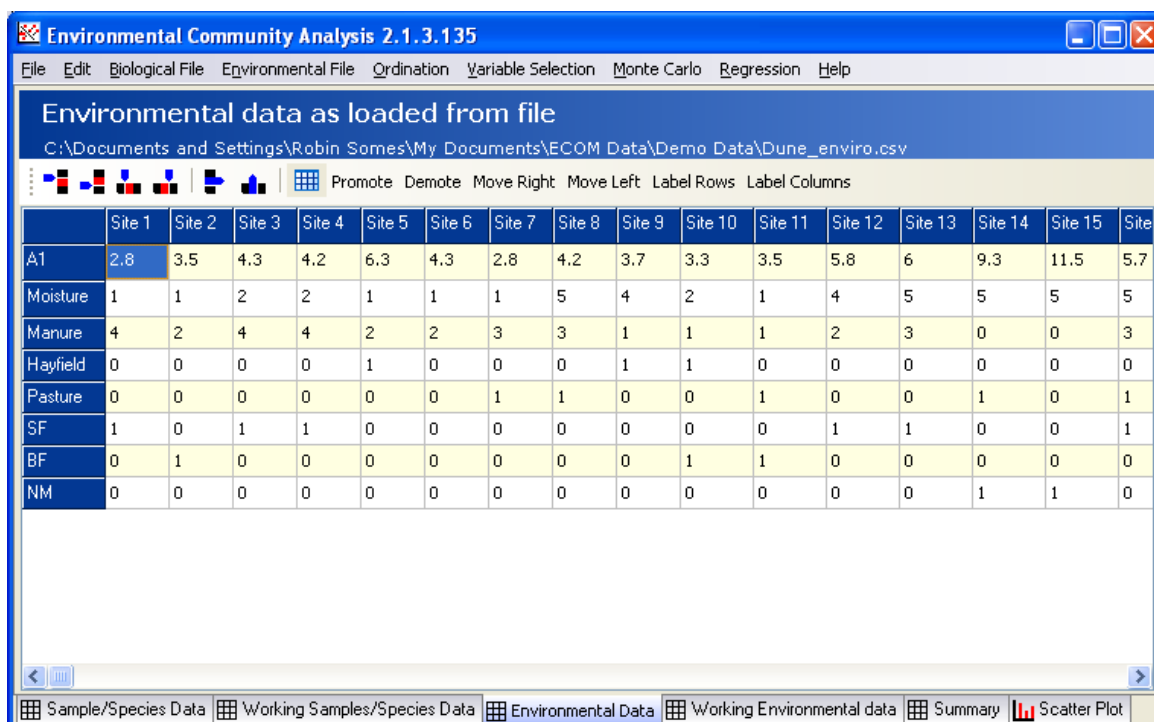 Environmental Community Analysis 2.1.3.135
File Edit Biological File Environmental File Ordination Variable Selection Monte Carlo Regression Help
Environmental data as loaded from file
C:\Documents and Settings\Robin Somes\My Documents\ECOM Data\Demo Data\Dune_enviro.csv
Promote Demote Move Right Move Left Label Rows Label Columns
Site 1 Site 2 Site 3 Site 4 Site 5 Site 6 Site 7 Site 8 Site 9 Site 10 Site 11 Site 12 Site 13 Site 14 Site 15 Site
A1 2.8 3.5 4.3 4.2 6.3 4.3 2.8 4.2 3.7 3.3 3.5 5.8 6 9.3 11.5 5.7
Moisture 1 1 2 2 1 1 1 5 4 2 1 4 5 5 5 5
Manure 4 2 4 4 2 2 3 3 1 1 1 2 3 0 0 3
Hayfield 0 0 0 0 1 0 0 0 1 1 0 0 0 0 0 0
Pasture 0 0 0 0 0 0 1 1 0 0 1 0 0 1 0 1
SF 1 0 1 1 0 0 0 0 0 0 0 1 1 0 0 1
BF 0 1 0 0 0 0 0 0 0 1 1 0 0 0 0 0
NM 0 0 0 0 0 0 0 0 0 0 0 0 0 1 1 0
Sample/Species Data Working Samples/Species Data Environmental Data Working Environmental data Summary Scatter Plot